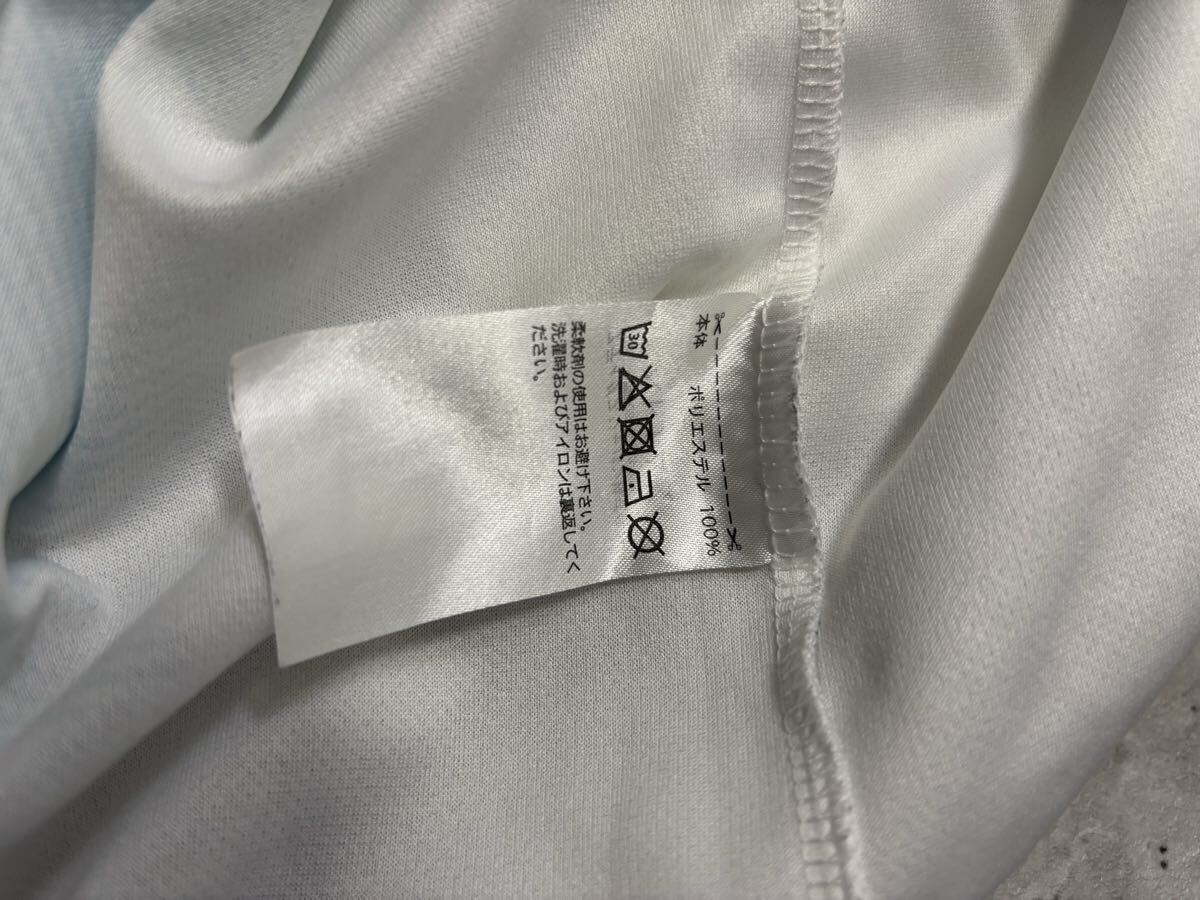 本体 ポリエステル 100%
30
柔軟剤の使用はお避け下さい。
洗濯時およびアイロンは裏返してく
ださい。